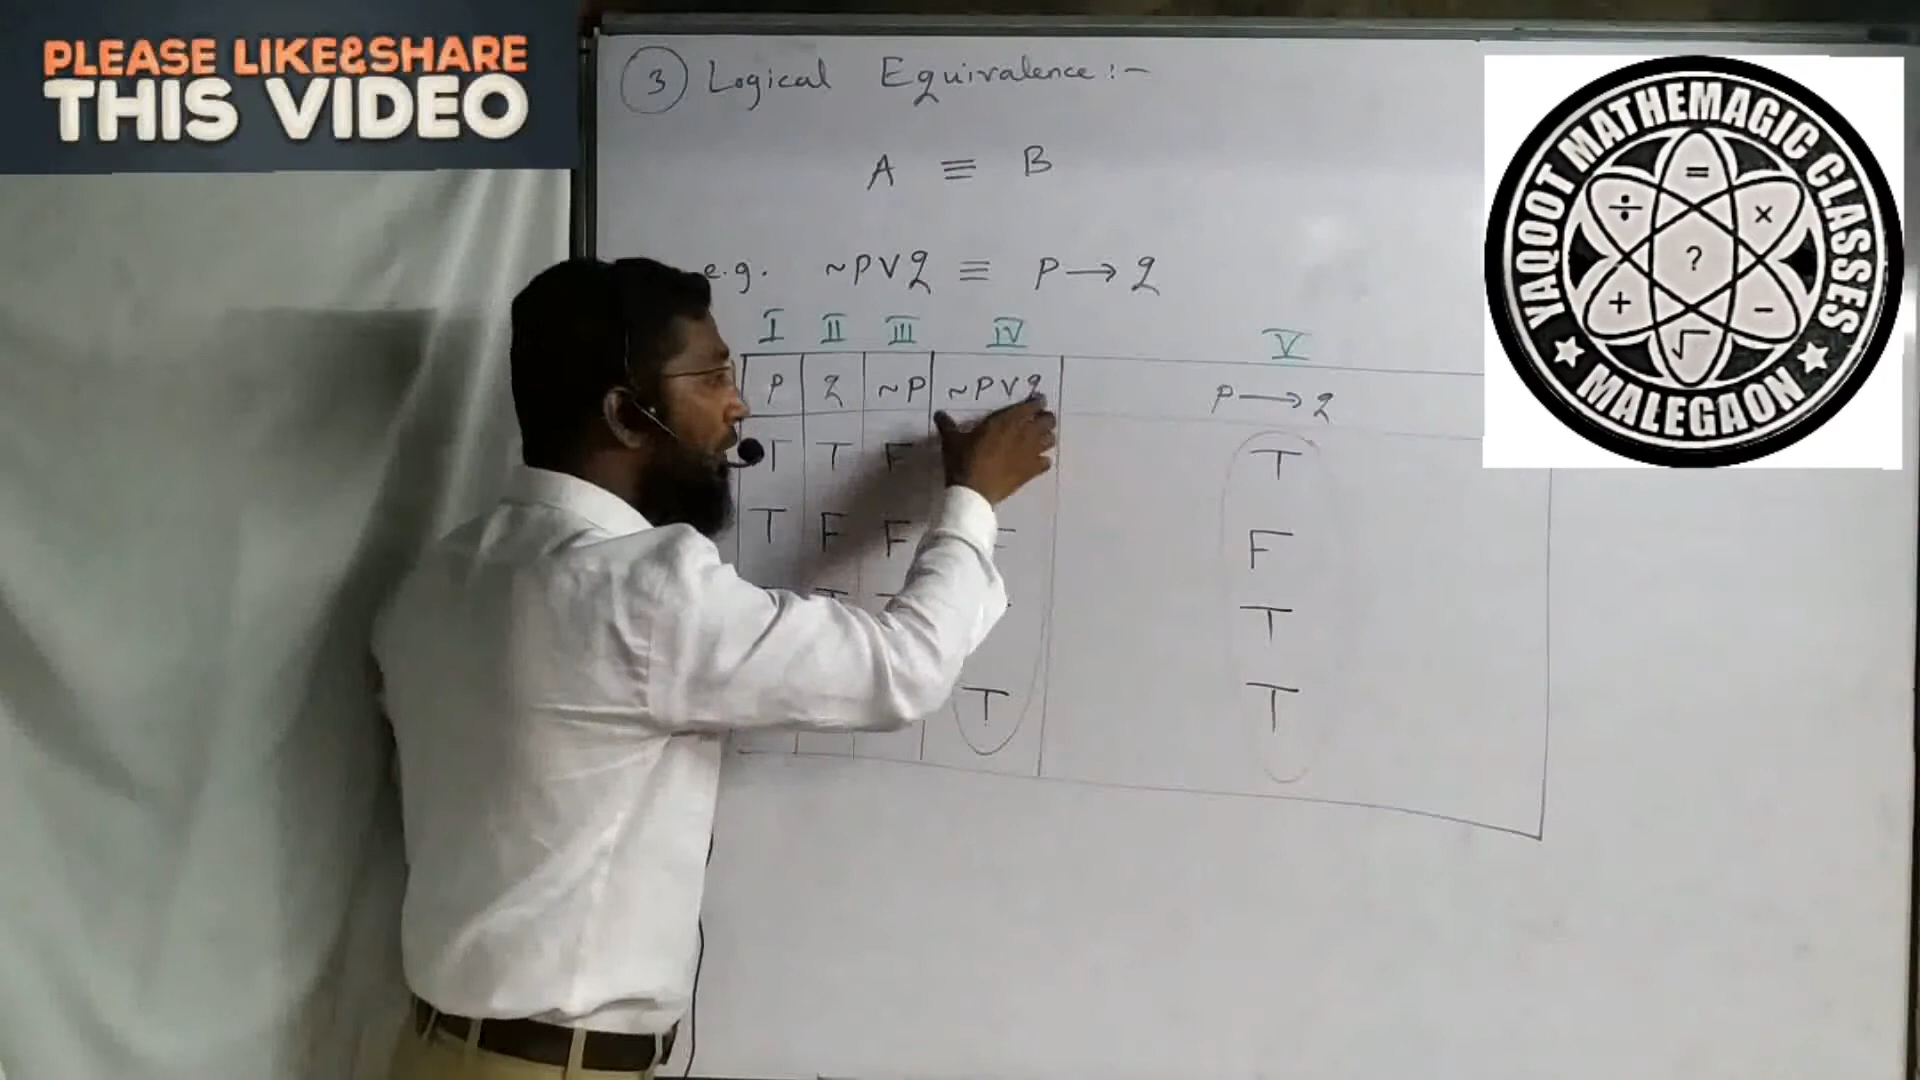 PLEASE LIKE&SHARE
THIS VIDEO
3 Logical Equivalence :-
A ≡ B
e.g. ~p∨q ≡ p→q
I II III IV V
p q ~p ~p∨q p→q
T T F T
T F F F F
T
T T
YAQOOT MATHEMAGIC CLASSES
MALEGAON
= ÷ × ? + − √